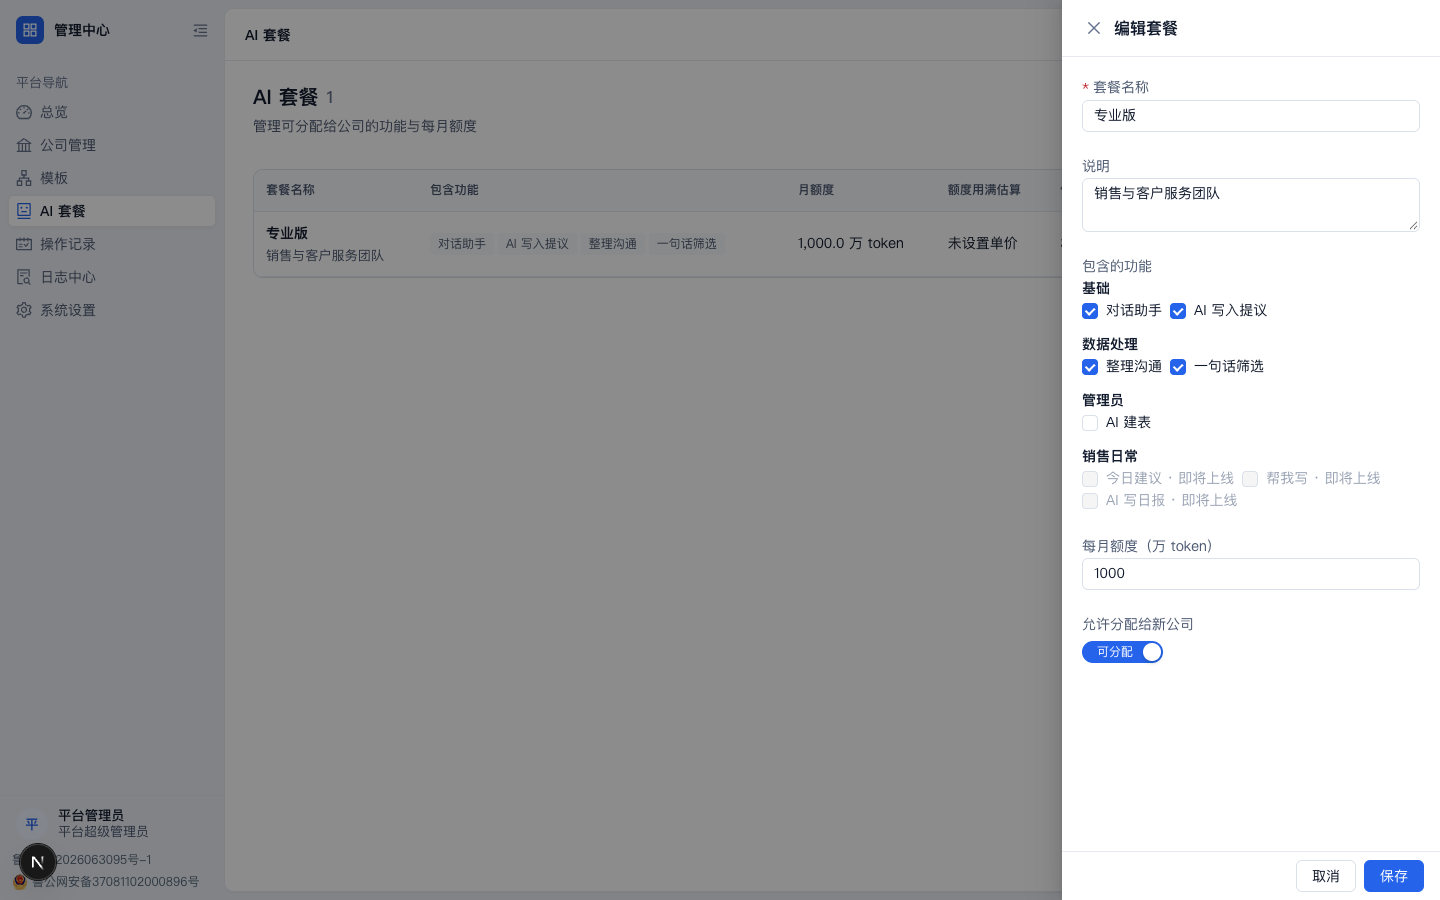 管理中心
平台导航
总览
公司管理
模板
AI 套餐
操作记录
日志中心
系统设置
平台管理员
平台超级管理员
平
2026063095号-1
N
公网安备37081102000896号
AI 套餐
AI 套餐 1
管理可分配给公司的功能与每月额度
套餐名称 包含功能 月额度 额度用满估算
专业版
销售与客户服务团队
对话助手 AI 写入提议 整理沟通 一句话筛选 1,000.0 万 token 未设置单价
编辑套餐
* 套餐名称
专业版
说明
销售与客户服务团队
包含的功能
基础
对话助手 AI 写入提议
数据处理
整理沟通 一句话筛选
管理员
AI 建表
销售日常
今日建议 · 即将上线 帮我写 · 即将上线
AI 写日报 · 即将上线
每月额度（万 token）
1000
允许分配给新公司
可分配
取消 保存